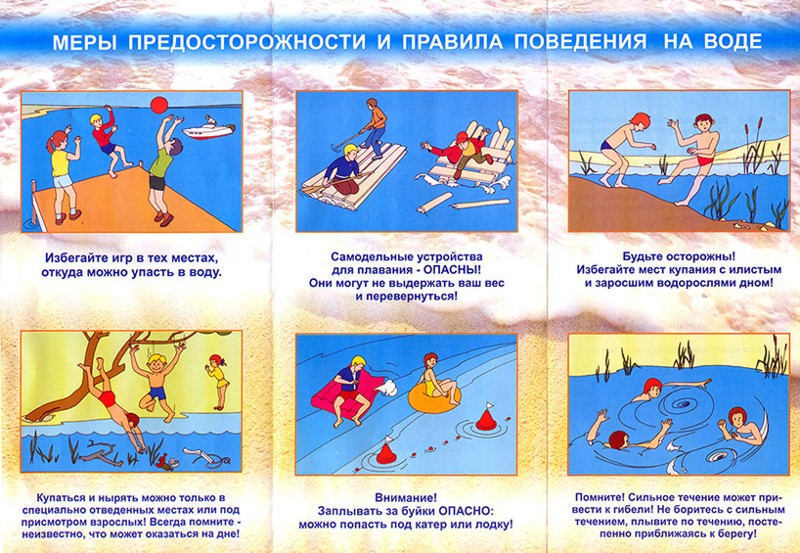 МЕРЫ ПРЕДОСТОРОЖНОСТИ И ПРАВИЛА ПОВЕДЕНИЯ НА ВОДЕ
Избегайте игр в тех местах,
откуда можно упасть в воду.
Самодельные устройства
для плавания - ОПАСНЫ!
Они могут не выдержать ваш вес
и перевернуться!
Будьте осторожны!
Избегайте мест купания с илистым
и заросшим водорослями дном!
Купаться и нырять можно только в
специально отведенных местах или под
присмотром взрослых! Всегда помните -
неизвестно, что может оказаться на дне!
Внимание!
Заплывать за буйки ОПАСНО:
можно попасть под катер или лодку!
Помните! Сильное течение может при-
вести к гибели! Не боритесь с сильным
течением, плывите по течению, посте-
пенно приближаясь к берегу!